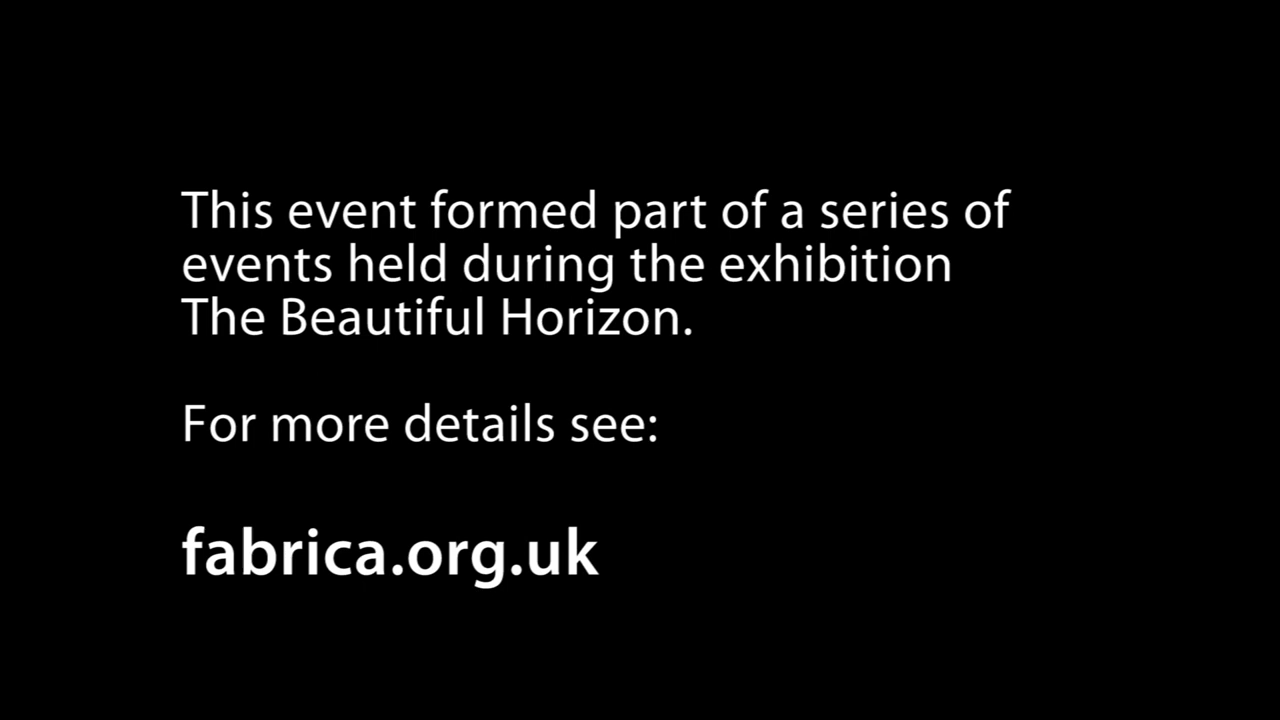 This event formed part of a series of
events held during the exhibition
The Beautiful Horizon.
For more details see:
fabrica.org.uk